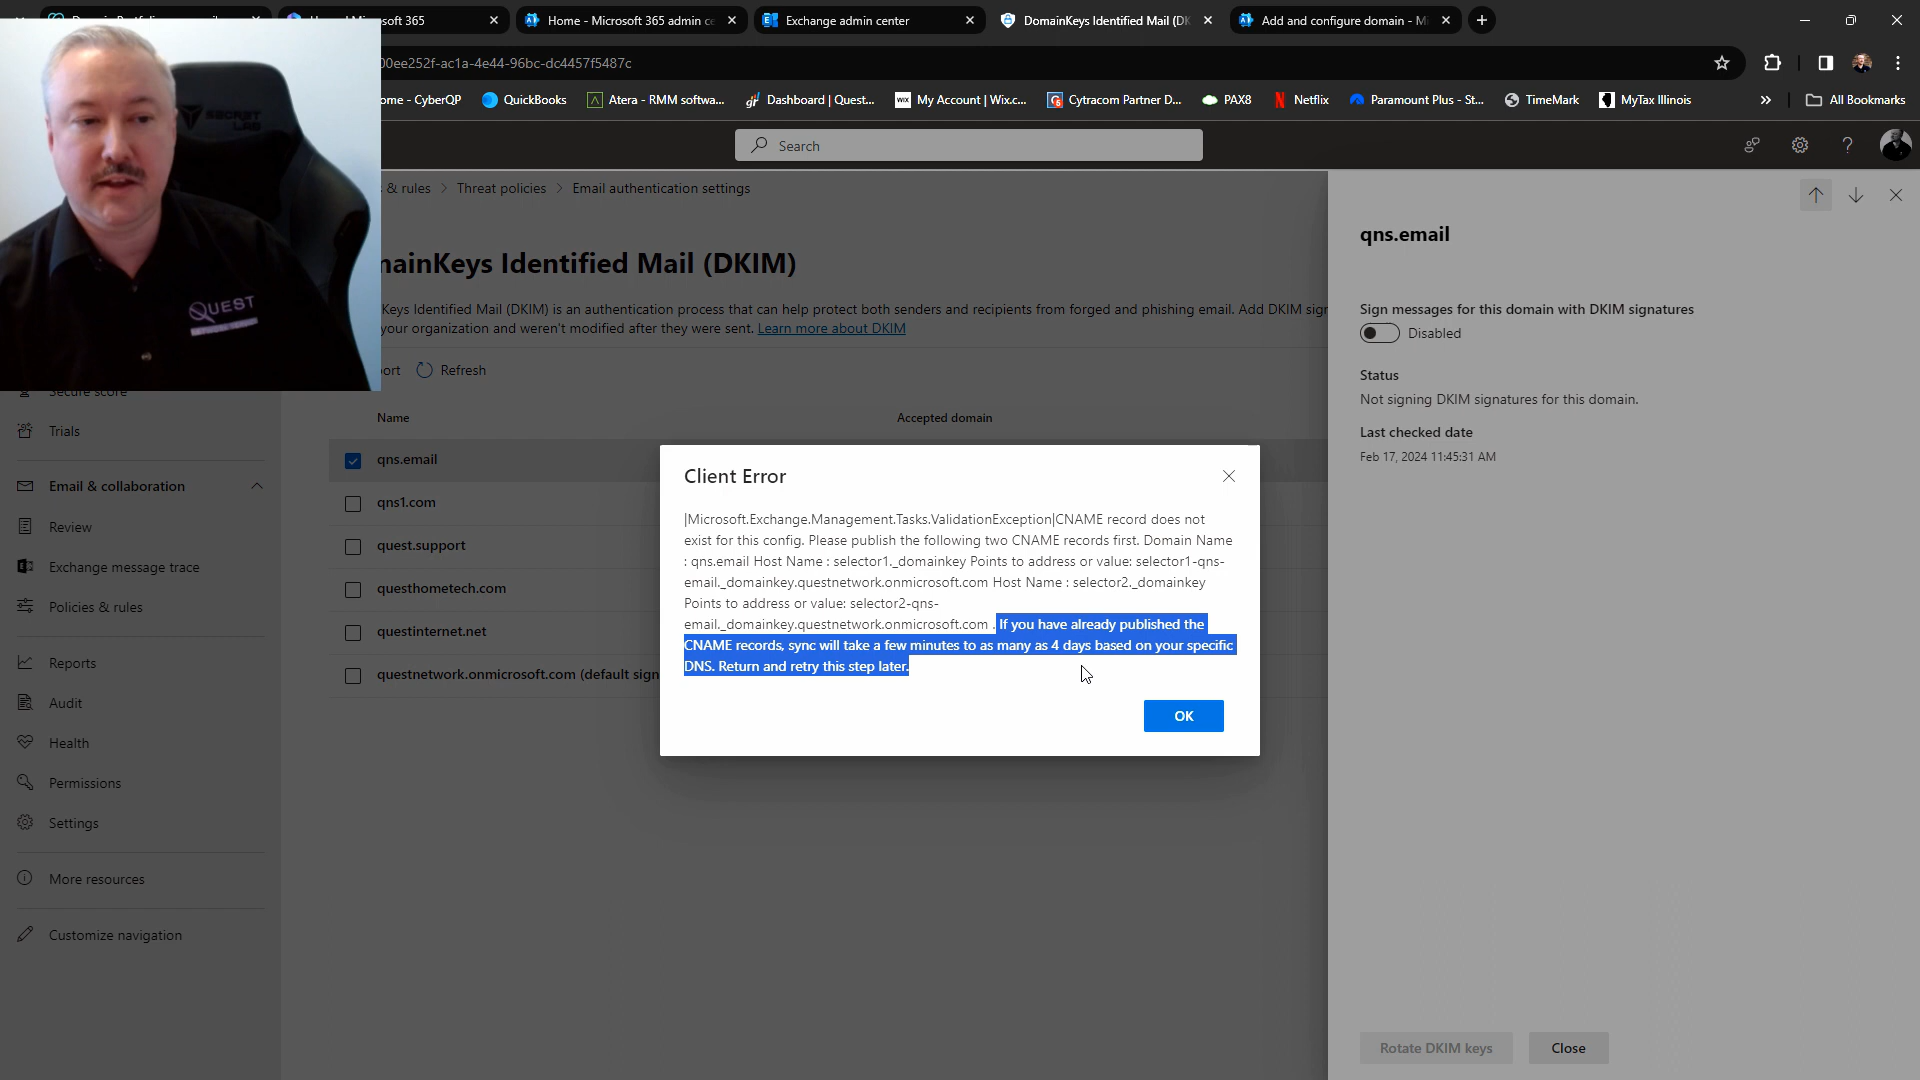 soft 365
Home - Microsoft 365 admin ce
Exchange admin center
DomainKeys Identified Mail (DK
Add and configure domain - Mi
00ee252f-ac1a-4e44-96bc-dc4457f5487c
ome - CyberQP
QuickBooks
Atera - RMM softwa...
Dashboard | Quest...
My Account | Wix.c...
Cytracom Partner D...
PAX8
Netflix
Paramount Plus - St...
TimeMark
MyTax Illinois
All Bookmarks
Search
& rules > Threat policies > Email authentication settings
nainKeys Identified Mail (DKIM)
Keys Identified Mail (DKIM) is an authentication process that can help protect both senders and recipients from forged and phishing email. Add DKIM sigr
your organization and weren't modified after they were sent. Learn more about DKIM
ort
Refresh
Name
Accepted domain
qns.email
qns1.com
quest.support
questhometech.com
questinternet.net
questnetwork.onmicrosoft.com (default sign
QUEST
SECRET
LAB
Secure score
Trials
Email & collaboration
Review
Exchange message trace
Policies & rules
Reports
Audit
Health
Permissions
Settings
More resources
Customize navigation
Client Error
|Microsoft.Exchange.Management.Tasks.ValidationException|CNAME record does not
exist for this config. Please publish the following two CNAME records first. Domain Name
: qns.email Host Name : selector1._domainkey Points to address or value: selector1-qns-
email._domainkey.questnetwork.onmicrosoft.com Host Name : selector2._domainkey
Points to address or value: selector2-qns-
email._domainkey.questnetwork.onmicrosoft.com . If you have already published the
CNAME records, sync will take a few minutes to as many as 4 days based on your specific
DNS. Return and retry this step later.
OK
qns.email
Sign messages for this domain with DKIM signatures
Disabled
Status
Not signing DKIM signatures for this domain.
Last checked date
Feb 17, 2024 11:45:31 AM
Rotate DKIM keys
Close